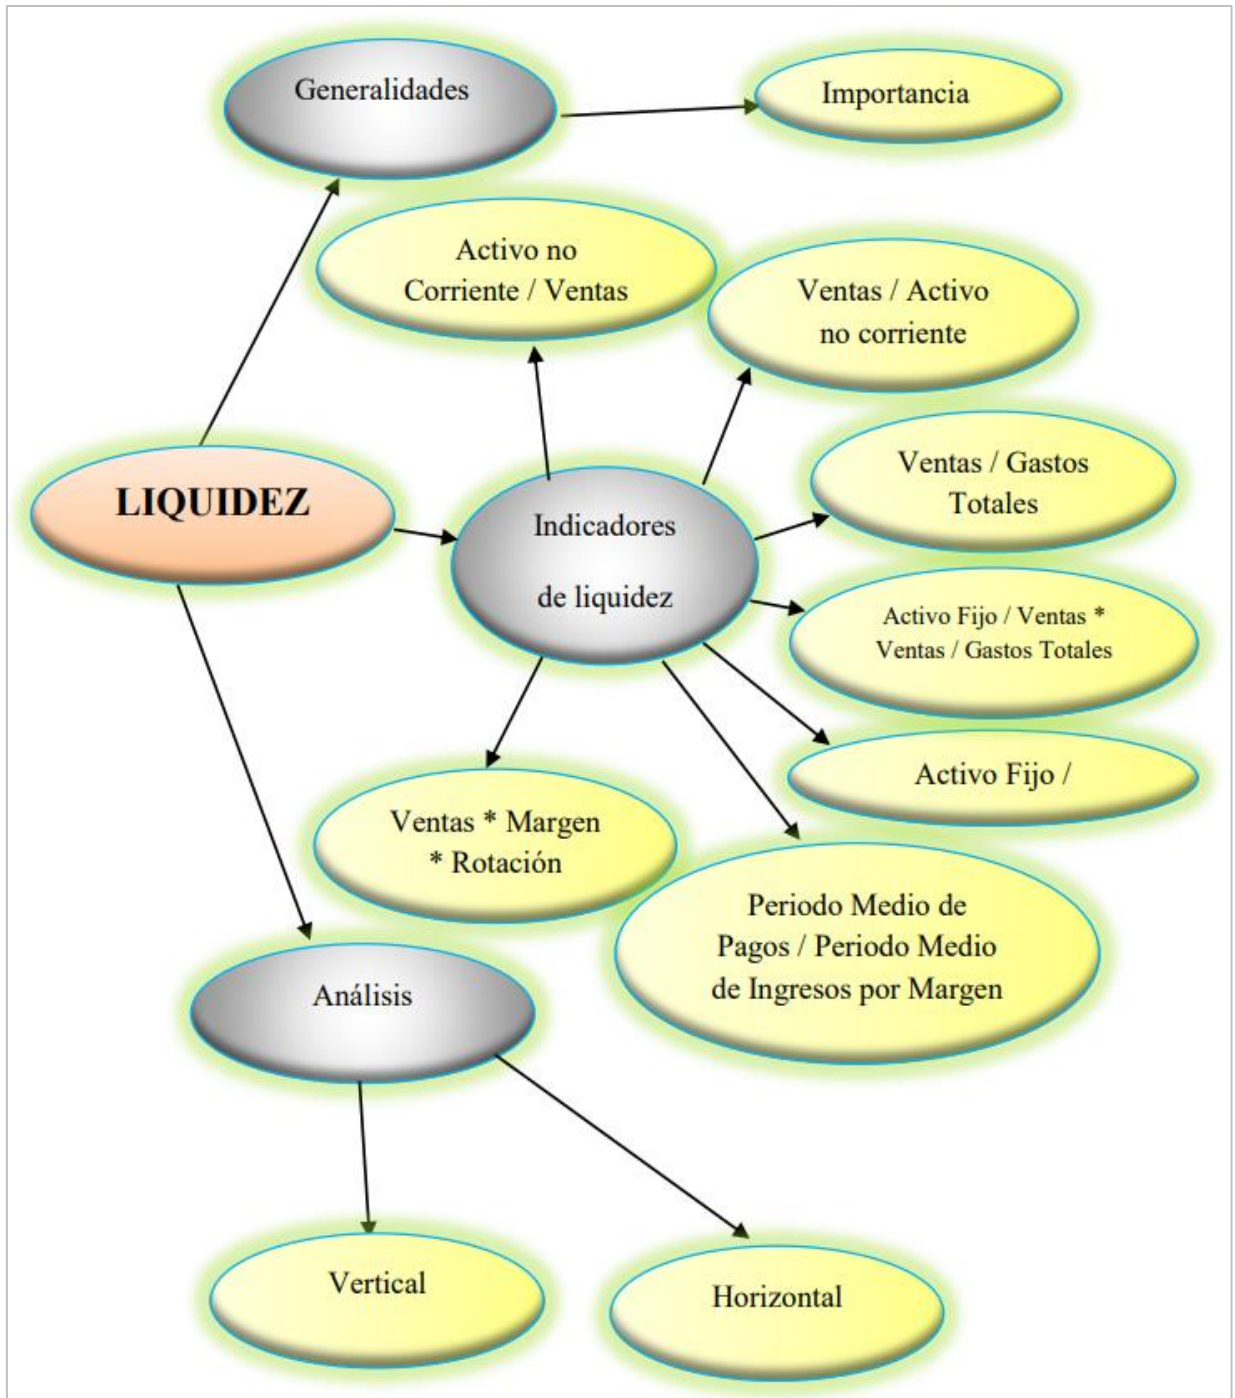 Generalidades
Importancia
Activo no
Corriente / Ventas
Ventas / Activo
no corriente
LIQUIDEZ
Indicadores
de liquidez
Ventas / Gastos
Totales
Activo Fijo / Ventas *
Ventas / Gastos Totales
Activo Fijo /
Ventas * Margen
* Rotación
Periodo Medio de
Pagos / Periodo Medio
de Ingresos por Margen
Análisis
Vertical
Horizontal